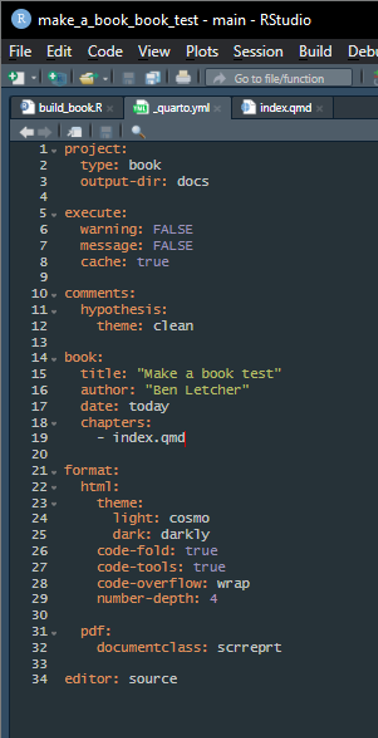 make_a_book_book_test - main - RStudio
File Edit Code View Plots Session Build Debu
Go to file/function
build_book.R × _quarto.yml × index.qmd ×
1 project:
2   type: book
3   output-dir: docs
4
5 execute:
6   warning: FALSE
7   message: FALSE
8   cache: true
9
10 comments:
11   hypothesis:
12     theme: clean
13
14 book:
15   title: "Make a book test"
16   author: "Ben Letcher"
17   date: today
18   chapters:
19     - index.qmd
20
21 format:
22   html:
23     theme:
24       light: cosmo
25       dark: darkly
26     code-fold: true
27     code-tools: true
28     code-overflow: wrap
29     number-depth: 4
30
31   pdf:
32     documentclass: scrreprt
33
34 editor: source